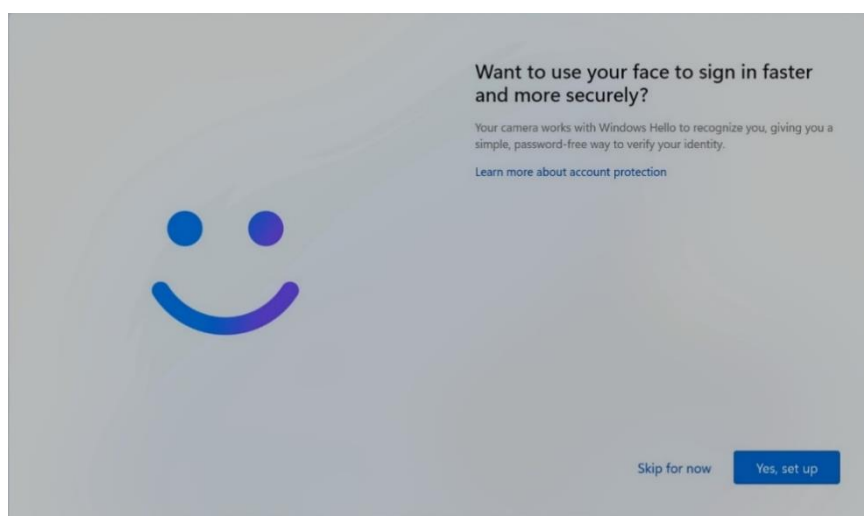 Want to use your face to sign in faster
and more securely?
Your camera works with Windows Hello to recognize you, giving you a
simple, password-free way to verify your identity.
Learn more about account protection
Skip for now
Yes, set up